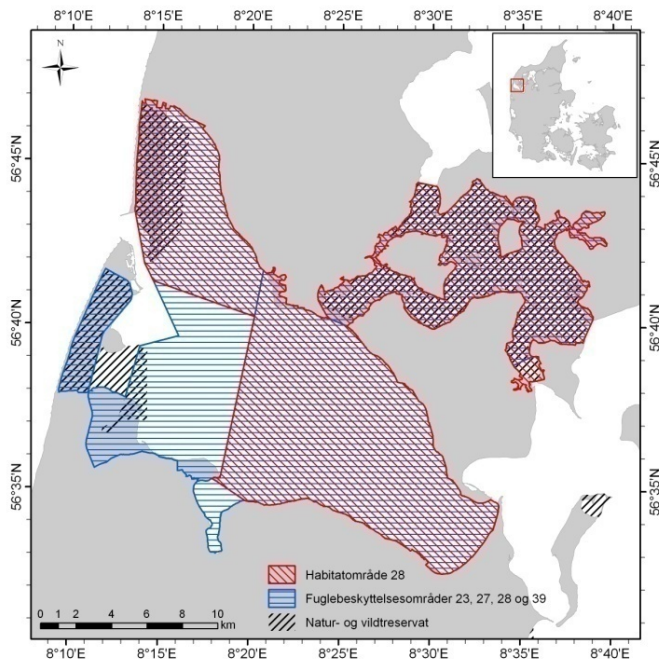 8°10'E 8°15'E 8°20'E 8°25'E 8°30'E 8°35'E 8°40'E
N
56°45'N 56°45'N
56°40'N 56°40'N
56°35'N 56°35'N
Habitatområde 28
Fuglebeskyttelsesområder 23, 27, 28 og 39
Natur- og vildtreservat
0 1 2 4 6 8 10
km
8°10'E 8°15'E 8°20'E 8°25'E 8°30'E 8°35'E 8°40'E